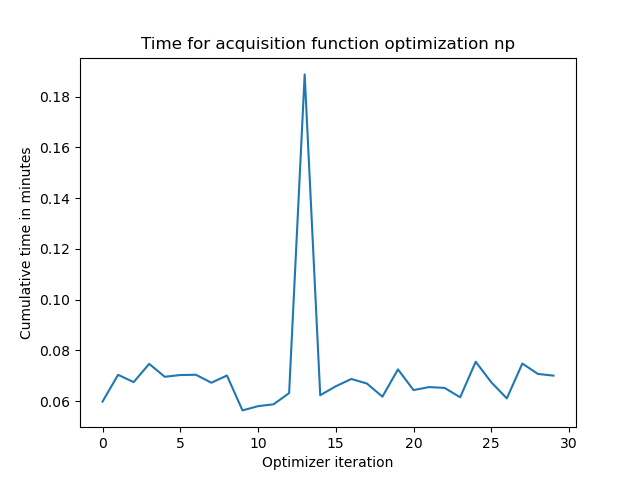 Time for acquisition function optimization np
Cumulative time in minutes
0.18
0.16
0.14
0.12
0.10
0.08
0.06
0 5 10 15 20 25 30
Optimizer iteration